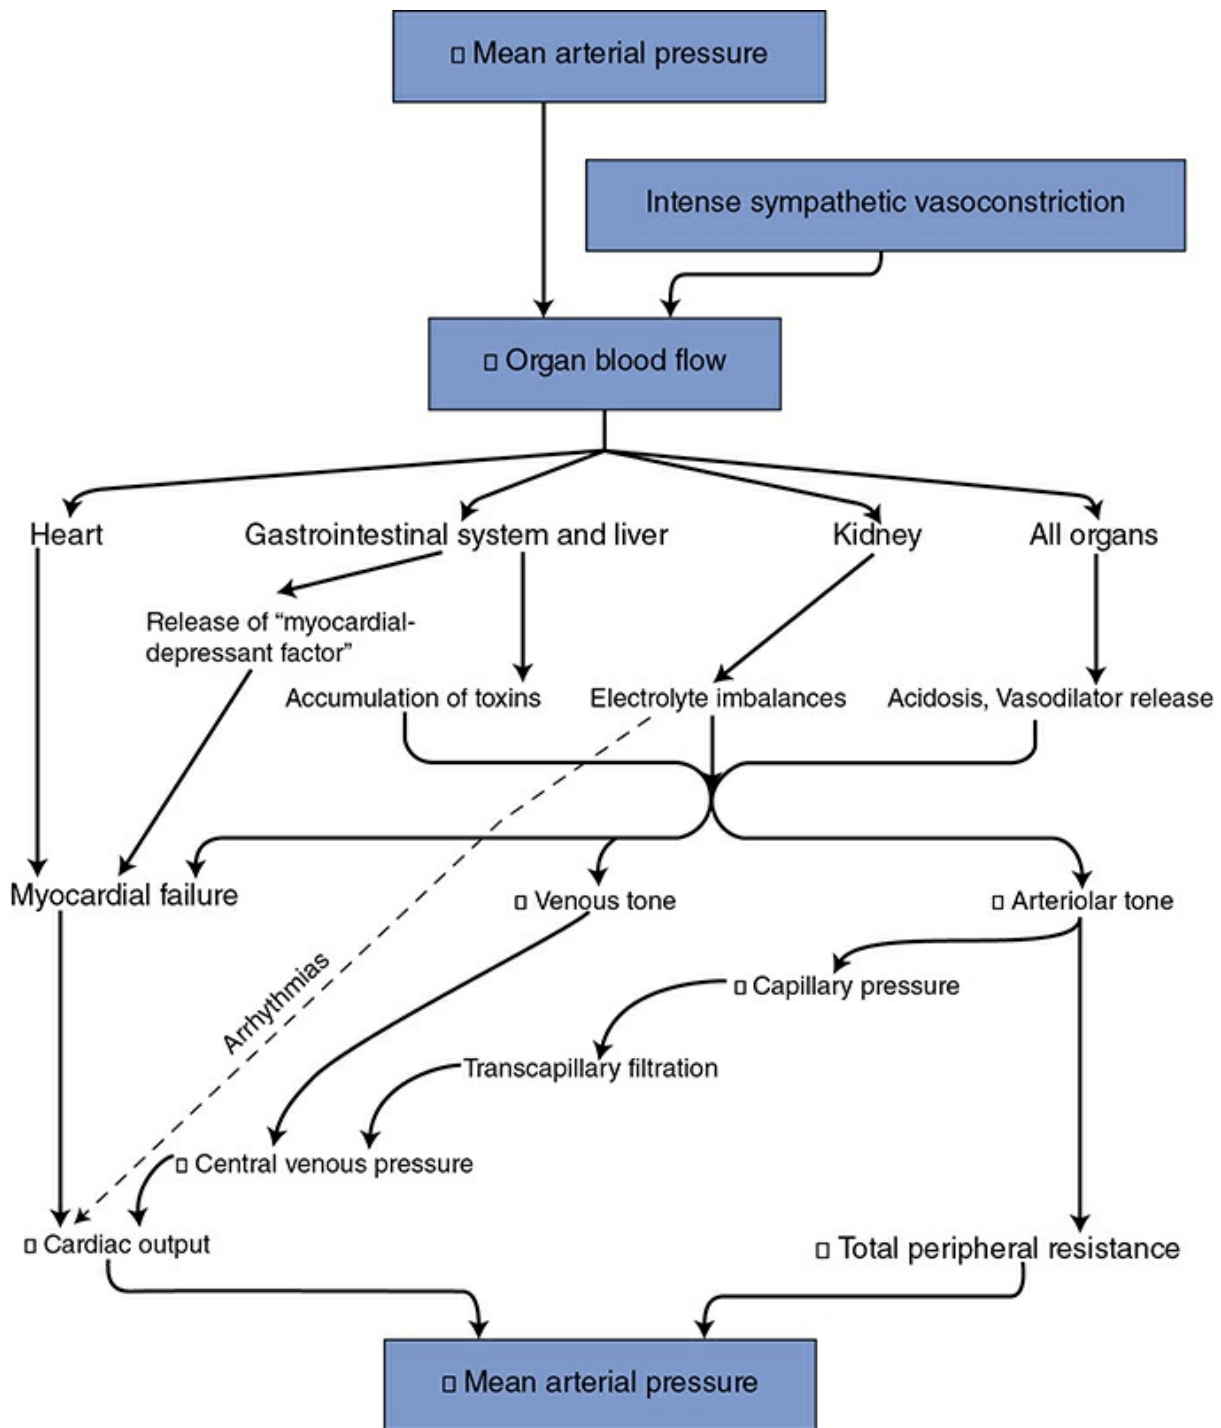 ▯ Mean arterial pressure
Intense sympathetic vasoconstriction
▯ Organ blood flow
Heart
Gastrointestinal system and liver
Kidney
All organs
Release of “myocardial-
depressant factor”
Accumulation of toxins
Electrolyte imbalances
Acidosis, Vasodilator release
Myocardial failure
▯ Venous tone
▯ Arteriolar tone
▯ Capillary pressure
Arrhythmias
Transcapillary filtration
▯ Central venous pressure
▯ Cardiac output
▯ Total peripheral resistance
▯ Mean arterial pressure